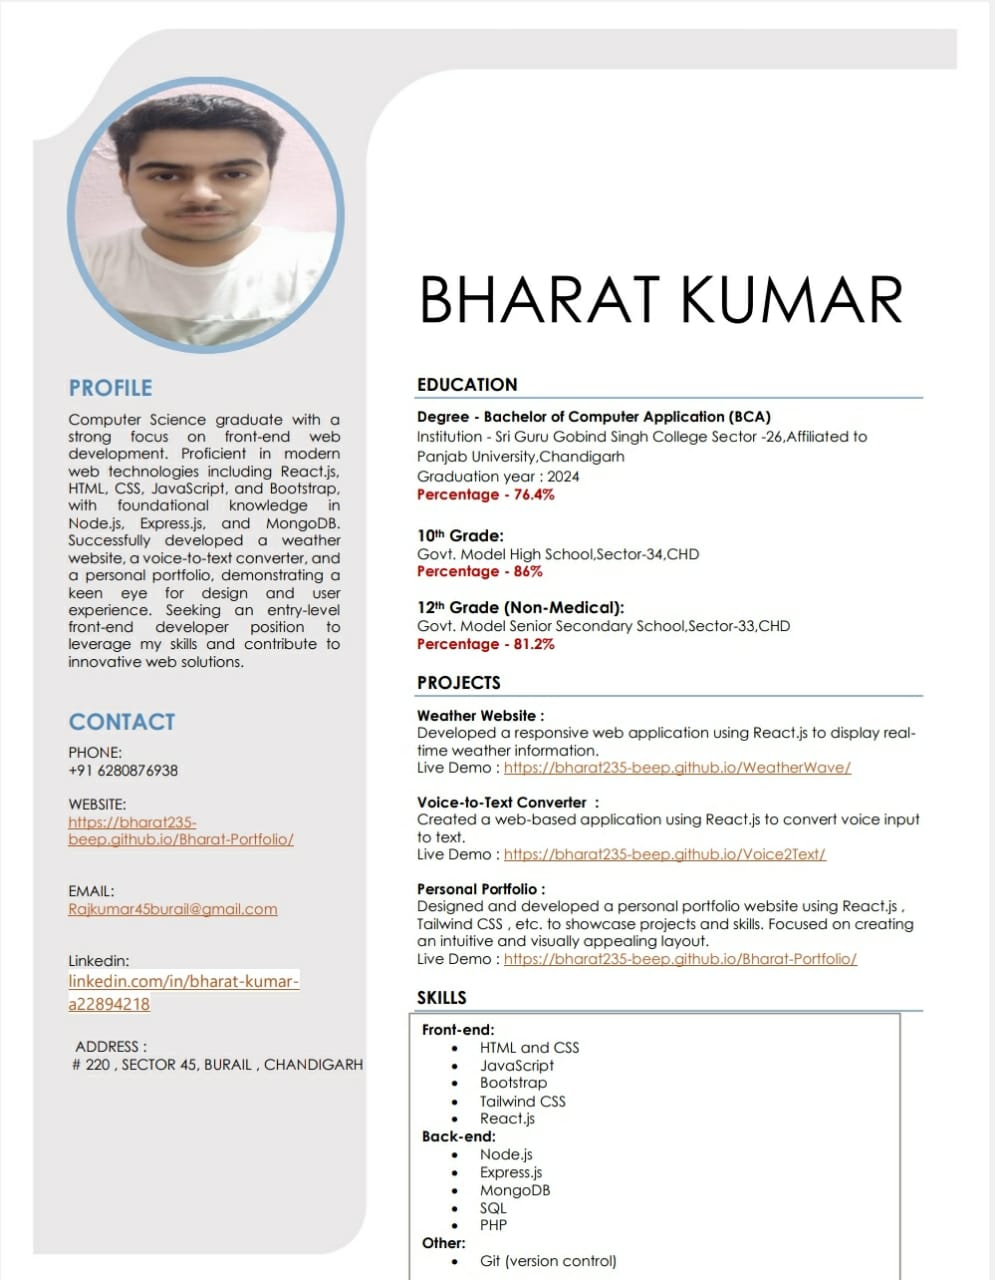 BHARAT KUMAR
PROFILE
Computer Science graduate with a
strong focus on front-end web
development. Proficient in modern
web technologies including React.js,
HTML, CSS, JavaScript, and Bootstrap,
with foundational knowledge in
Node.js, Express.js, and MongoDB.
Successfully developed a weather
website, a voice-to-text converter, and
a personal portfolio, demonstrating a
keen eye for design and user
experience. Seeking an entry-level
front-end developer position to
leverage my skills and contribute to
innovative web solutions.
CONTACT
PHONE:
+91 6280876938
WEBSITE:
https://bharat235-
beep.github.io/Bharat-Portfolio/
EMAIL:
Rajkumar45burail@gmail.com
Linkedin:
linkedin.com/in/bharat-kumar-
a22894218
ADDRESS :
# 220 , SECTOR 45, BURAIL , CHANDIGARH
EDUCATION
Degree - Bachelor of Computer Application (BCA)
Institution - Sri Guru Gobind Singh College Sector -26,Affiliated to
Panjab University,Chandigarh
Graduation year : 2024
Percentage - 76.4%
10th Grade:
Govt. Model High School,Sector-34,CHD
Percentage - 86%
12th Grade (Non-Medical):
Govt. Model Senior Secondary School,Sector-33,CHD
Percentage - 81.2%
PROJECTS
Weather Website :
Developed a responsive web application using React.js to display real-
time weather information.
Live Demo : https://bharat235-beep.github.io/WeatherWave/
Voice-to-Text Converter :
Created a web-based application using React.js to convert voice input
to text.
Live Demo : https://bharat235-beep.github.io/Voice2Text/
Personal Portfolio :
Designed and developed a personal portfolio website using React.js ,
Tailwind CSS , etc. to showcase projects and skills. Focused on creating
an intuitive and visually appealing layout.
Live Demo : https://bharat235-beep.github.io/Bharat-Portfolio/
SKILLS
Front-end:
• HTML and CSS
• JavaScript
• Bootstrap
• Tailwind CSS
• React.js
Back-end:
• Node.js
• Express.js
• MongoDB
• SQL
• PHP
Other:
• Git (version control)